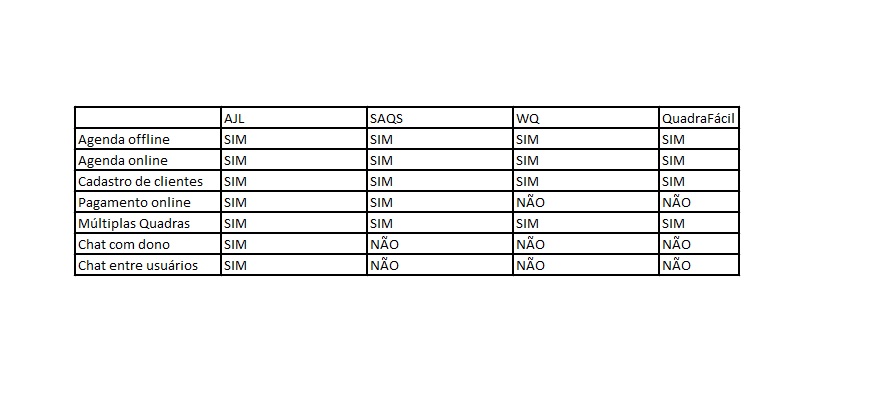 AJL SAQS WQ QuadraFácil
Agenda offline SIM SIM SIM SIM
Agenda online SIM SIM SIM SIM
Cadastro de clientes SIM SIM SIM SIM
Pagamento online SIM SIM NÃO NÃO
Múltiplas Quadras SIM SIM SIM SIM
Chat com dono SIM NÃO NÃO NÃO
Chat entre usuários SIM NÃO NÃO NÃO